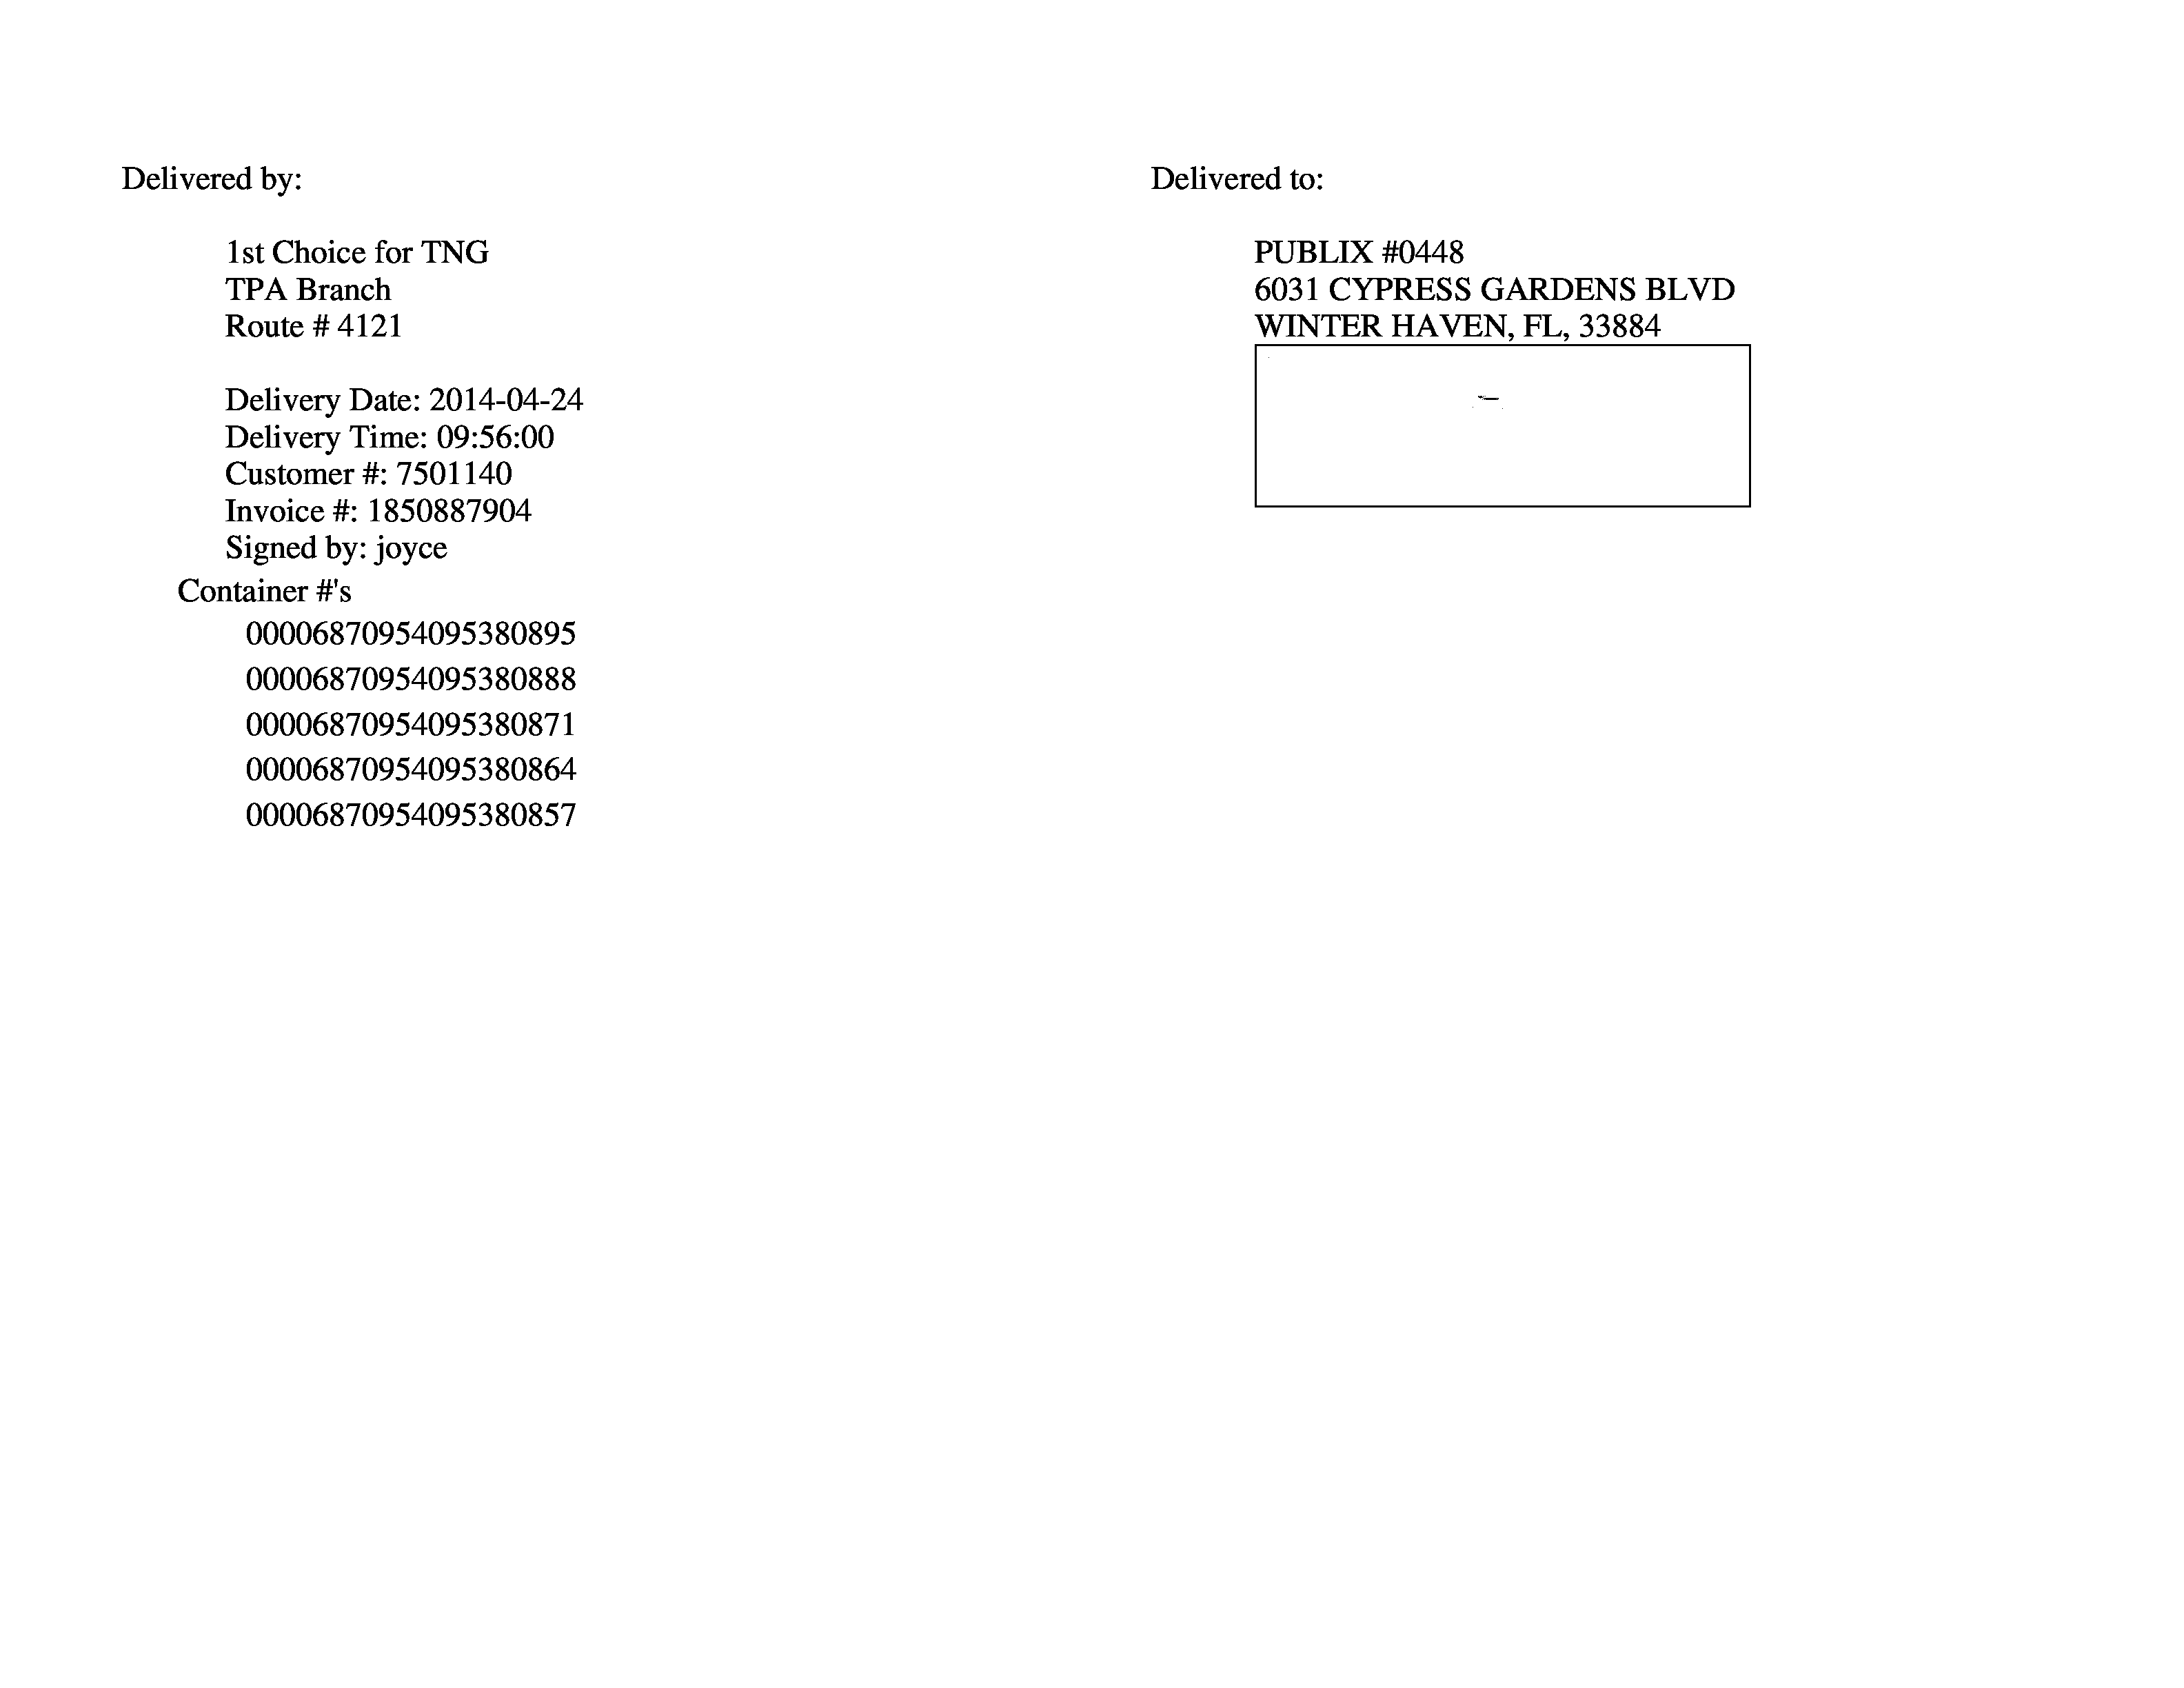 Delivered by:
1st Choice for TNG
TPA Branch
Route # 4121
Delivery Date: 2014-04-24
Delivery Time: 09:56:00
Customer #: 7501140
Invoice #: 1850887904
Signed by: joyce
Container #'s
00006870954095380895
00006870954095380888
00006870954095380871
00006870954095380864
00006870954095380857
Delivered to:
PUBLIX #0448
6031 CYPRESS GARDENS BLVD
WINTER HAVEN, FL, 33884